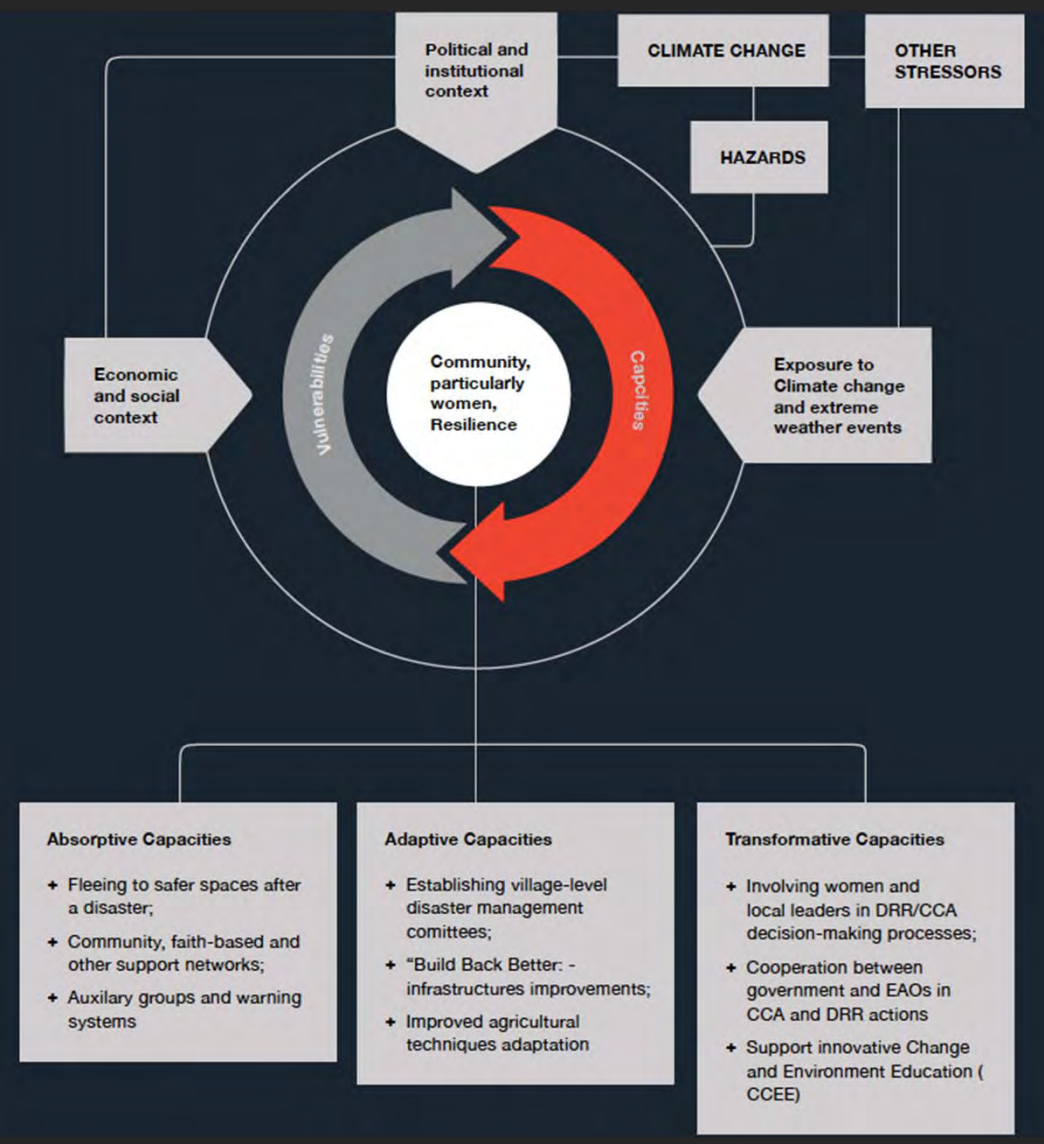 Political and
institutional
context
CLIMATE CHANGE
OTHER
STRESSORS
HAZARDS
Economic
and social
context
Vulnerabilities
Community,
particularly
women,
Resilience
Capcities
Exposure to
Climate change
and extreme
weather events
Absorptive Capacities
+ Fleeing to safer spaces after
a disaster;
+ Community, faith-based and
other support networks;
+ Auxilary groups and warning
systems
Adaptive Capacities
+ Establishing village-level
disaster management
comittees;
+ “Build Back Better: -
infrastructures improvements;
+ Improved agricultural
techniques adaptation
Transformative Capacities
+ Involving women and
local leaders in DRR/CCA
decision-making processes;
+ Cooperation between
government and EAOs in
CCA and DRR actions
+ Support innovative Change
and Environment Education (
CCEE)